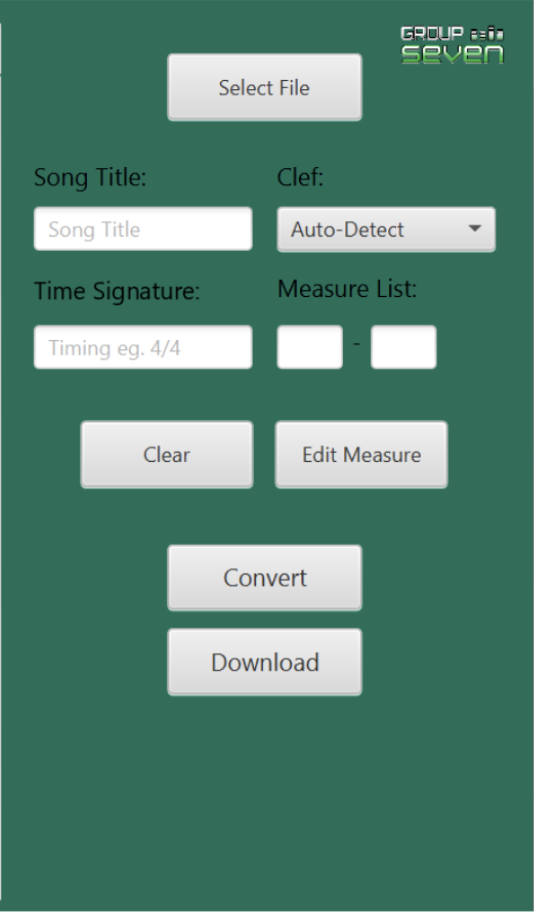 GROUP
seven
Select File
Song Title:
Clef:
Song Title
Auto-Detect
Time Signature:
Measure List:
Timing eg. 4/4
-
Clear
Edit Measure
Convert
Download